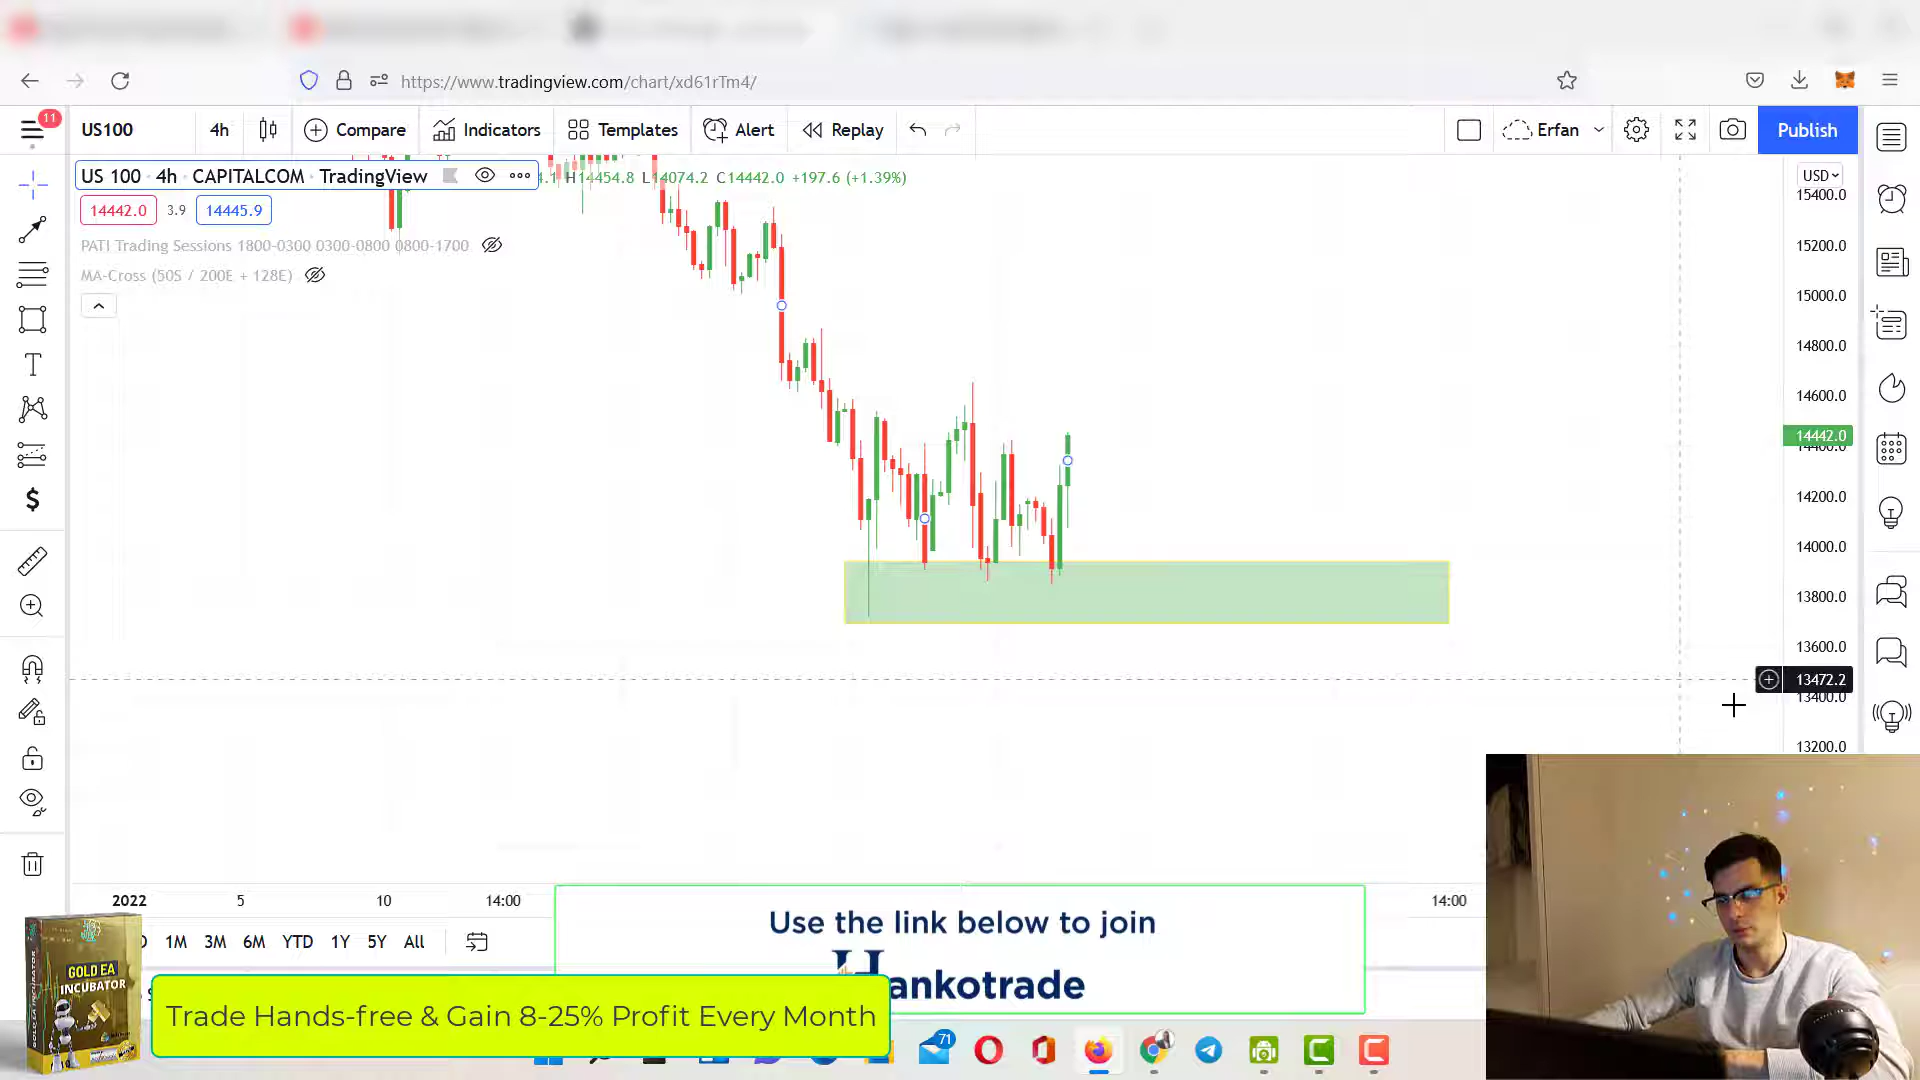 https://www.tradingview.com/chart/xd61rTm4/
11
US100
4h
Compare
Indicators
Templates
Alert
Replay
Erfan
Publish
US 100 · 4h · CAPITALCOM · TradingView
H14454.8 L14074.2 C14442.0 +197.6 (+1.39%)
USD
14442.0
3.9
14445.9
PATI Trading Sessions 1800-0300 0300-0800 0800-1700
MA-Cross (50S / 200E + 128E)
15400.0
15200.0
15000.0
14800.0
14600.0
14442.0
14400.0
14200.0
14000.0
13800.0
13600.0
13472.2
13400.0
13200.0
2022
5
10
14:00
14:00
1M
3M
6M
YTD
1Y
5Y
All
Use the link below to join
Hankotrade
GOLD EA
INCUBATOR
Trade Hands-free & Gain 8-25% Profit Every Month
71